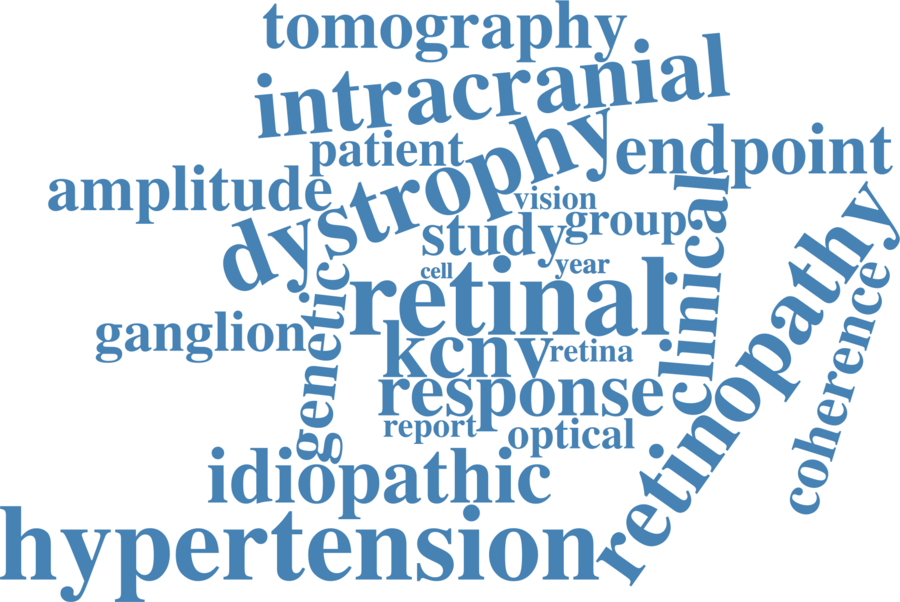 tomography
intracranial
patient
dystrophy
endpoint
amplitude
vision
study
group
clinical
retinopathy
cell
year
retinal
genetic
ganglion
kcnv
retina
coherence
response
report
optical
idiopathic
hypertension